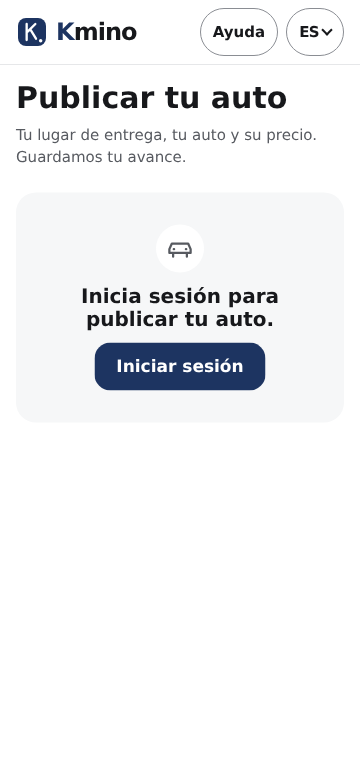 K. Kmino
Ayuda
ES
Publicar tu auto
Tu lugar de entrega, tu auto y su precio.
Guardamos tu avance.
Inicia sesión para
publicar tu auto.
Iniciar sesión